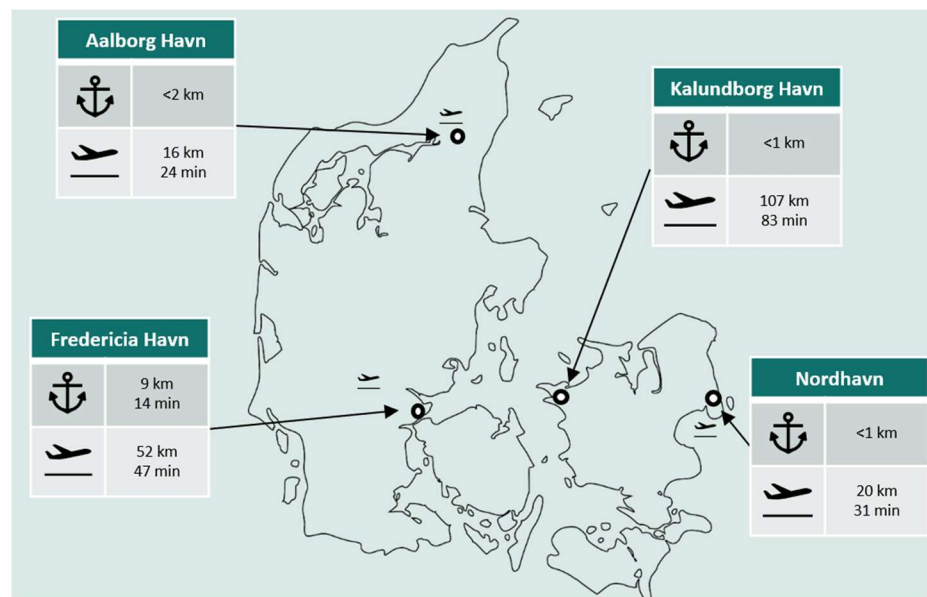 Aalborg Havn
<2 km
16 km
24 min
Kalundborg Havn
<1 km
107 km
83 min
Fredericia Havn
9 km
14 min
52 km
47 min
Nordhavn
<1 km
20 km
31 min